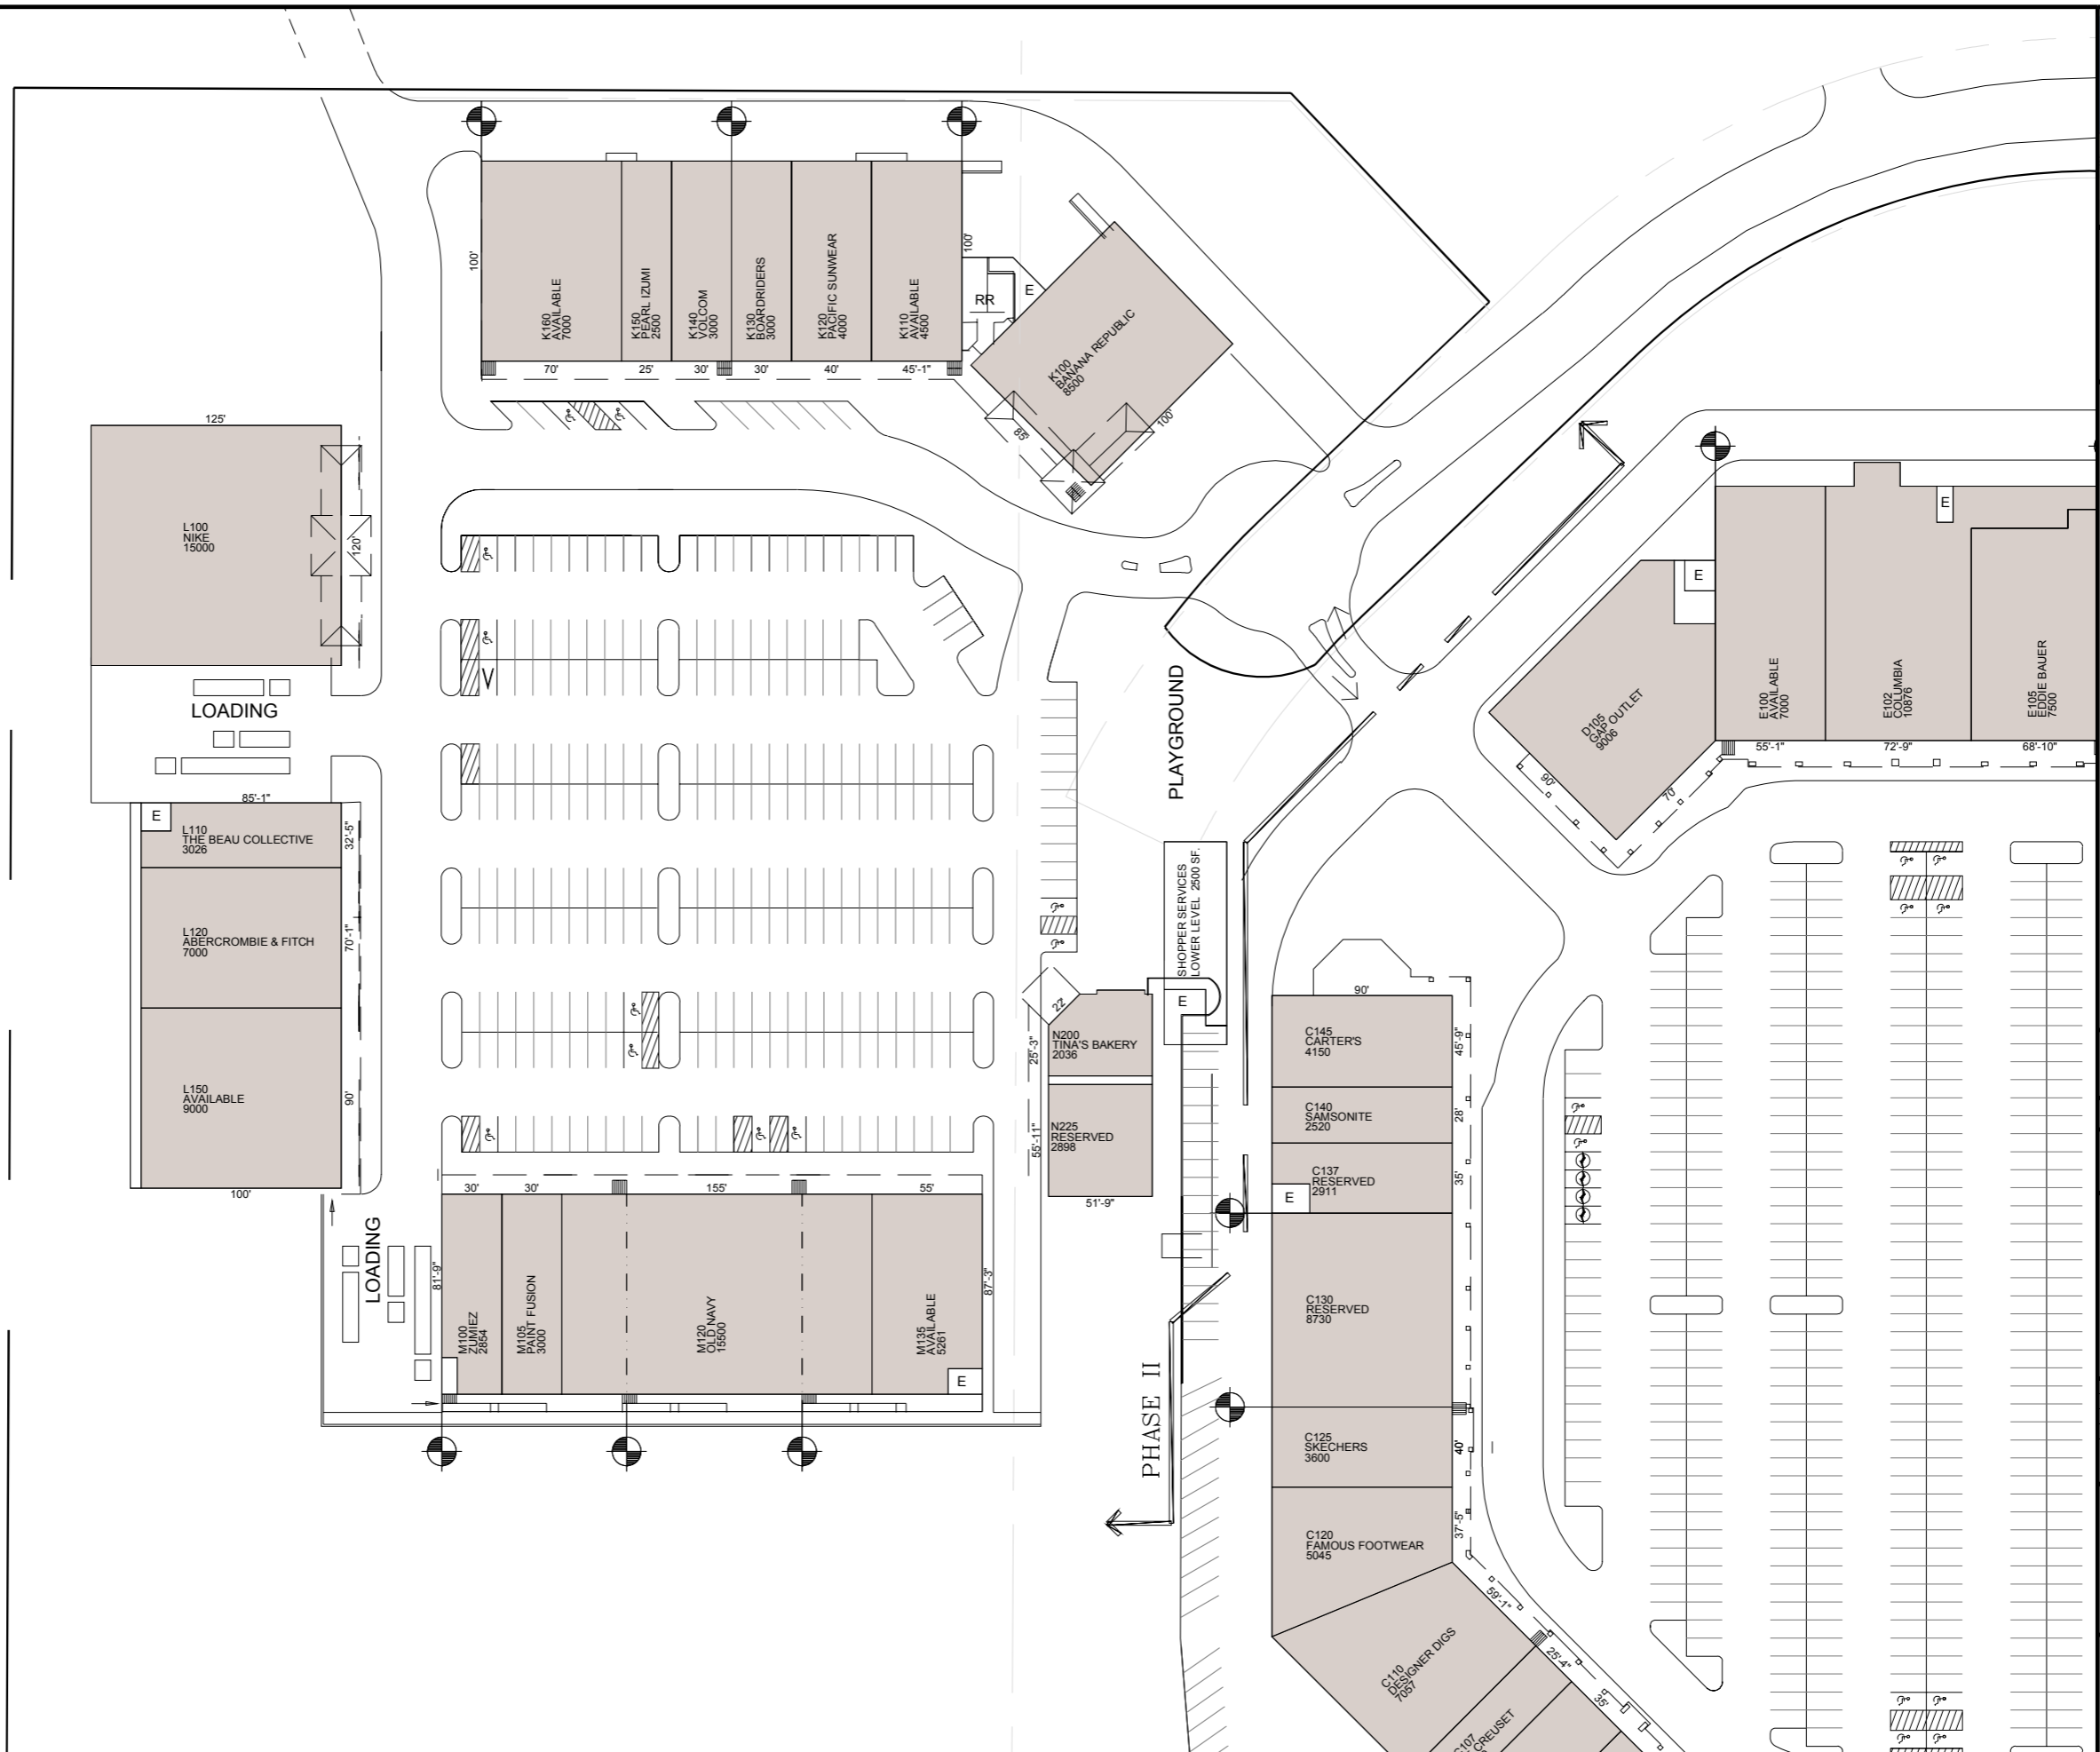 100'
K160
AVAILABLE
7000
K150
PEARL IZUMI
2500
K140
VOLCOM
3000
K130
BOARDRIDERS
3000
K120
PACIFIC SUNWEAR
4000
K110
AVAILABLE
4500
100'
70'
25'
30'
30'
40'
45'-1"
RR
E
K100
BANANA REPUBLIC
8500
85'
100'
125'
L100
NIKE
15000
120'
LOADING
85'-1"
E
L110
THE BEAU COLLECTIVE
3026
32'-5"
L120
ABERCROMBIE & FITCH
7000
70'-1"
L150
AVAILABLE
9000
90'
100'
LOADING
30'
30'
155'
55'
81'-9"
M100
ZUMIEZ
2854
M105
PAINT FUSION
3000
M120
OLD NAVY
15500
M135
AVAILABLE
5261
E
87'-3"
PLAYGROUND
SHOPPER SERVICES
LOWER LEVEL 2500 SF.
E
N200
TINA'S BAKERY
2036
25'-3"
N225
RESERVED
2898
55'-11"
51'-9"
PHASE II
E
D105
GAP OUTLET
9006
90'
70'
E100
AVAILABLE
7000
E
E102
COLUMBIA
10876
E105
EDDIE BAUER
7500
55'-1"
72'-9"
68'-10"
90'
C145
CARTER'S
4150
45'-9"
C140
SAMSONITE
2520
28'
C137
RESERVED
2911
E
35'
C130
RESERVED
8730
C125
SKECHERS
3600
40'
C120
FAMOUS FOOTWEAR
5045
37'-5"
C110
DESIGNER DIGS
7057
59'-1"
25'-4"
35'
CREUSET